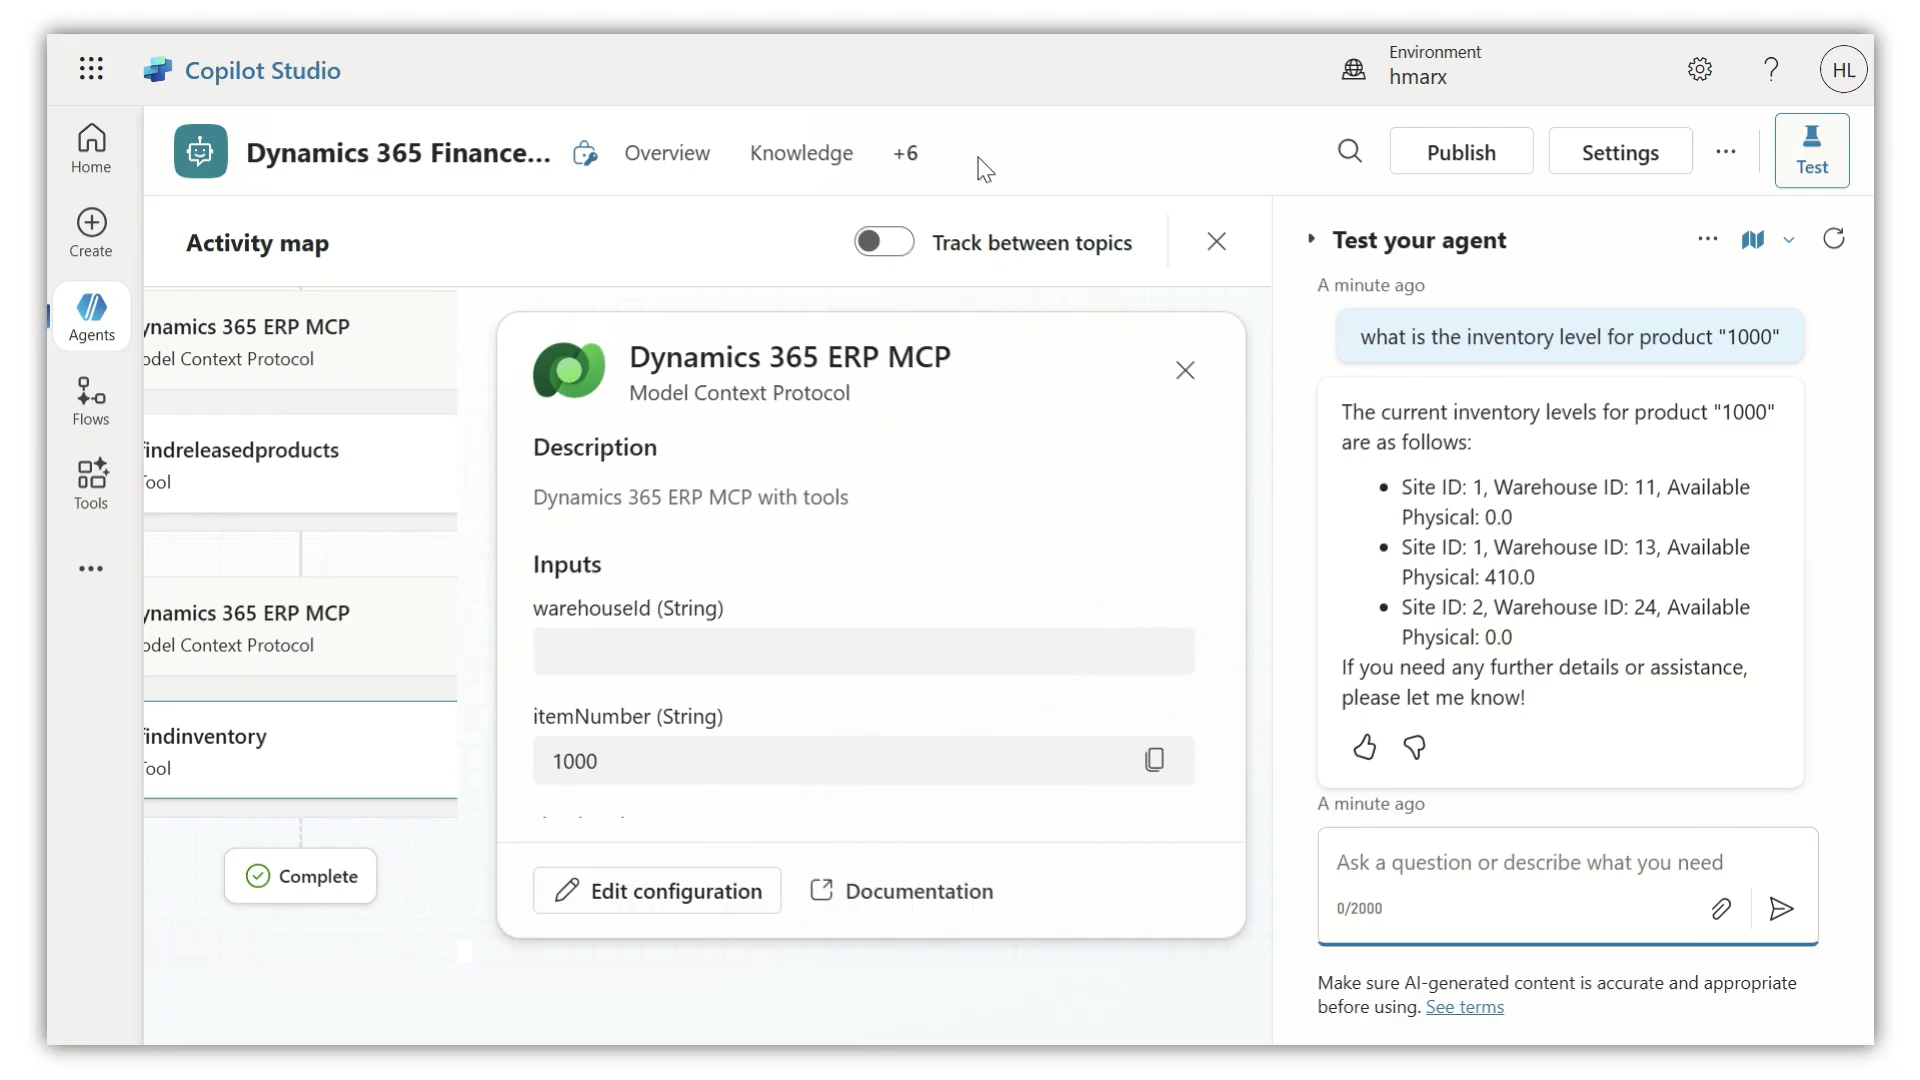 Copilot Studio
Environment
hmarx
HL
Home
Create
Agents
Flows
Tools
Dynamics 365 Finance...
Overview
Knowledge
+6
Publish
Settings
Test
Activity map
Track between topics
ynamics 365 ERP MCP
odel Context Protocol
findreleasedproducts
ool
ynamics 365 ERP MCP
odel Context Protocol
findinventory
ool
Complete
Dynamics 365 ERP MCP
Model Context Protocol
Description
Dynamics 365 ERP MCP with tools
Inputs
warehouseId (String)
itemNumber (String)
1000
Edit configuration
Documentation
Test your agent
A minute ago
what is the inventory level for product "1000"
The current inventory levels for product "1000"
are as follows:
• Site ID: 1, Warehouse ID: 11, Available
Physical: 0.0
• Site ID: 1, Warehouse ID: 13, Available
Physical: 410.0
• Site ID: 2, Warehouse ID: 24, Available
Physical: 0.0
If you need any further details or assistance,
please let me know!
A minute ago
Ask a question or describe what you need
0/2000
Make sure AI-generated content is accurate and appropriate
before using. See terms